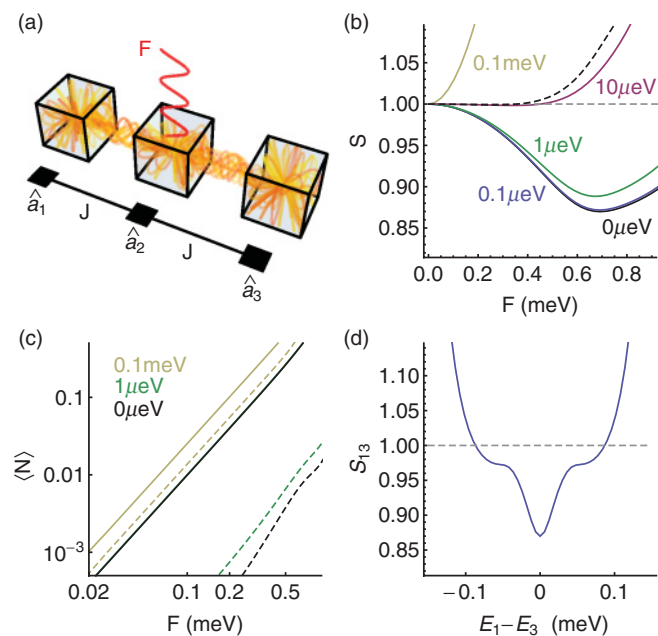 (a)
F
â1
J
â2
J
â3
(b)
1.05
1.00
0.95
0.90
0.85
S
0.1meV
10μeV
1μeV
0.1μeV
0μeV
0.0
0.2
0.4
0.6
0.8
F (meV)
(c)
0.1meV
1μeV
0μeV
0.1
0.01
10⁻³
⟨N⟩
0.02
0.1
0.2
0.5
F (meV)
(d)
1.10
1.05
1.00
0.95
0.90
0.85
S₁₃
−0.1
0
0.1
E₁−E₃ (meV)